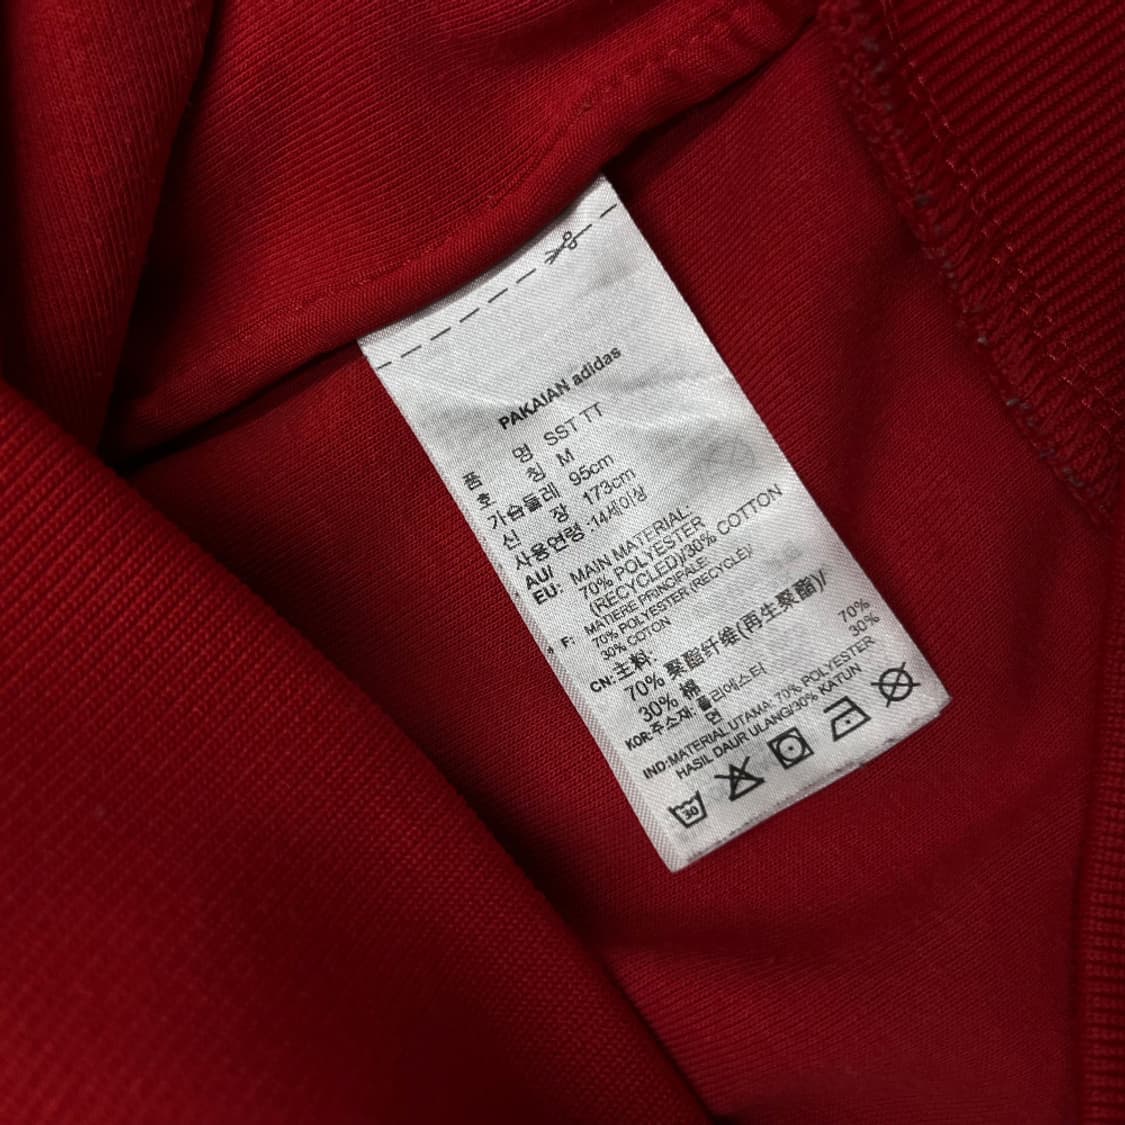 PAKAIAN adidas
품 명 SST TT
호 칭 M
가슴둘레 95cm
신 장 173cm
사용연령 :14세이상
AU/
EU: MAIN MATERIAL:
70% POLYESTER
(RECYCLED)/30% COTTON
F: MATIERE PRINCIPALE:
70% POLYESTER (RECYCLE)/
30% COTON
CN:主料:
70% 聚酯纤维(再生聚酯)/
30% 棉
KOR:주소재: 폴리에스터 70%
면 30%
IND:MATERIAL UTAMA: 70% POLYESTER
HASIL DAUR ULANG/30% KATUN
30